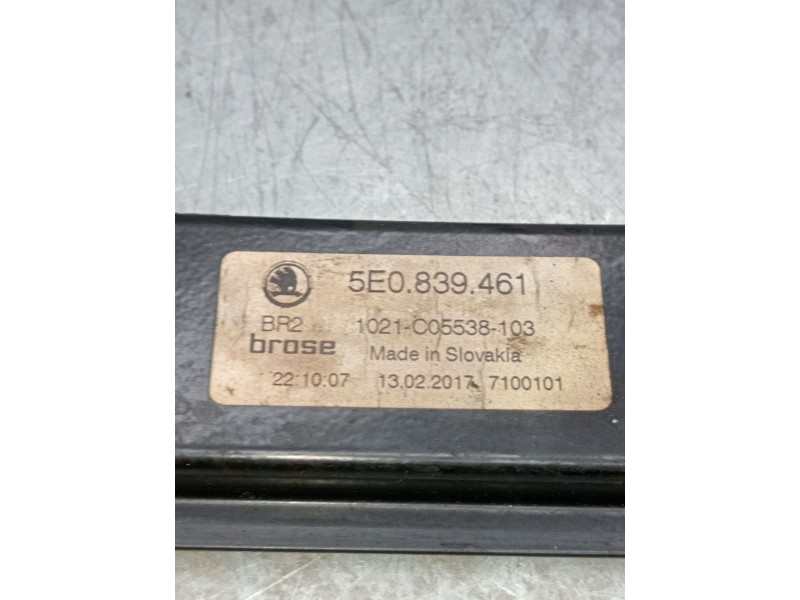 5E0.839.461
BR2 1021-C05538-103
brose Made in Slovakia
22:10:07 13.02.2017 7100101